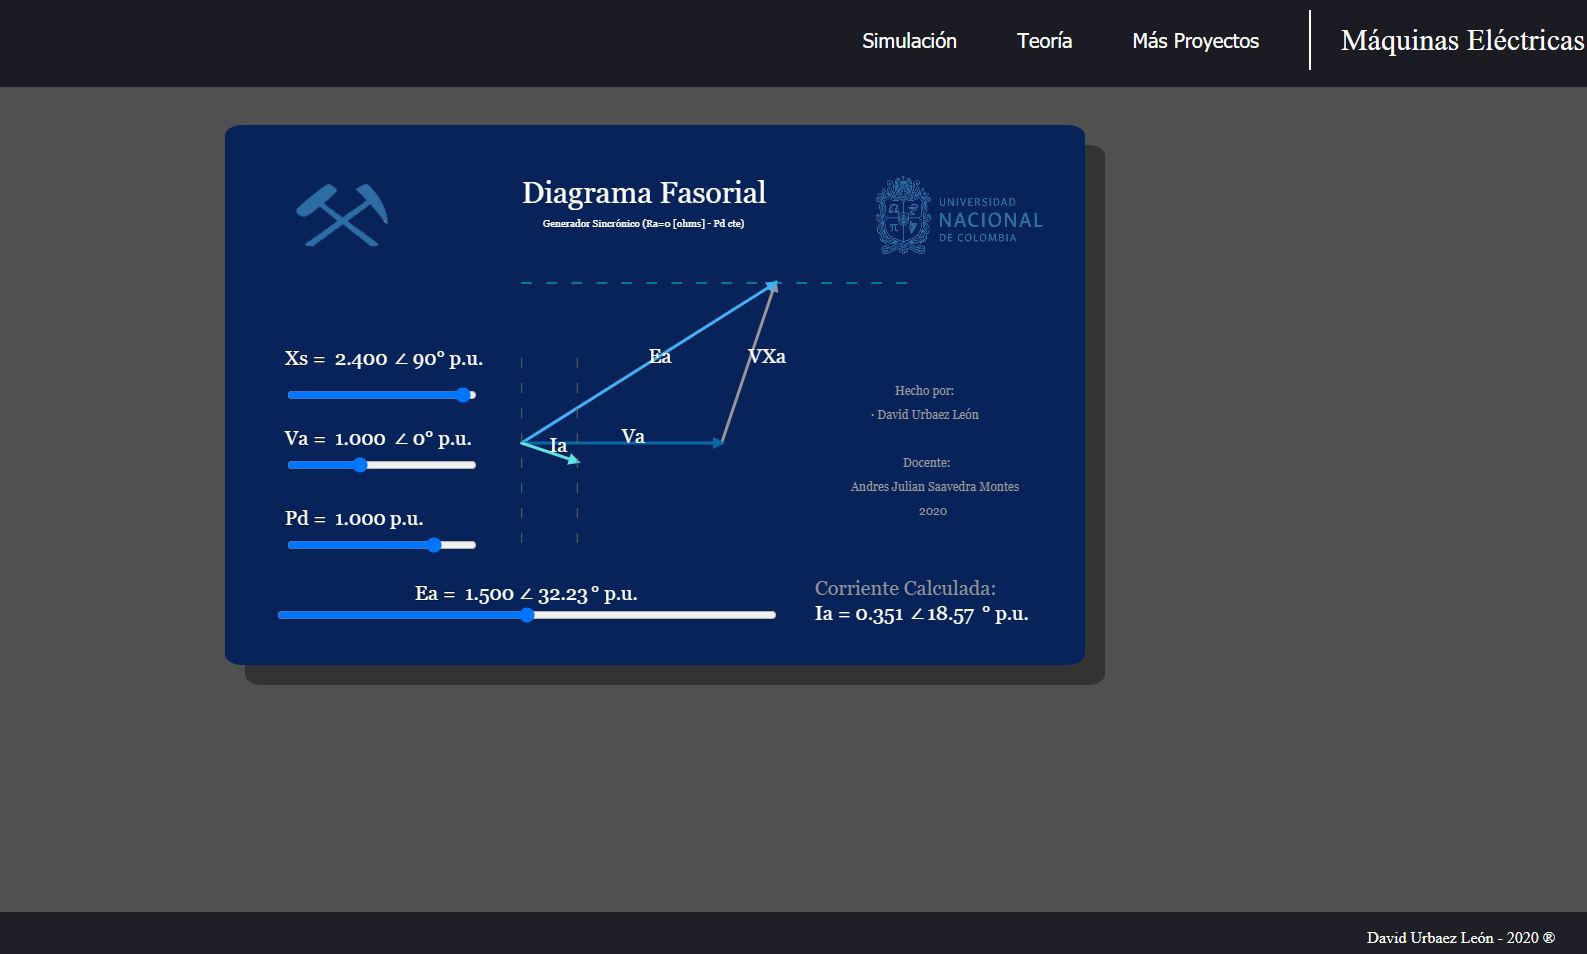 Simulación
Teoría
Más Proyectos
Máquinas Eléctricas
Diagrama Fasorial
Generador Sincrónico (Ra=0 [ohms] - Pd cte)
UNIVERSIDAD
NACIONAL
DE COLOMBIA
Xs = 2.400 ∠ 90° p.u.
Ea
VXa
Hecho por:
· David Urbaez León
Va = 1.000 ∠ 0° p.u.
Ia
Va
Docente:
Andres Julian Saavedra Montes
2020
Pd = 1.000 p.u.
Ea = 1.500 ∠ 32.23 ° p.u.
Corriente Calculada:
Ia = 0.351 ∠ 18.57 ° p.u.
David Urbaez León - 2020 ®